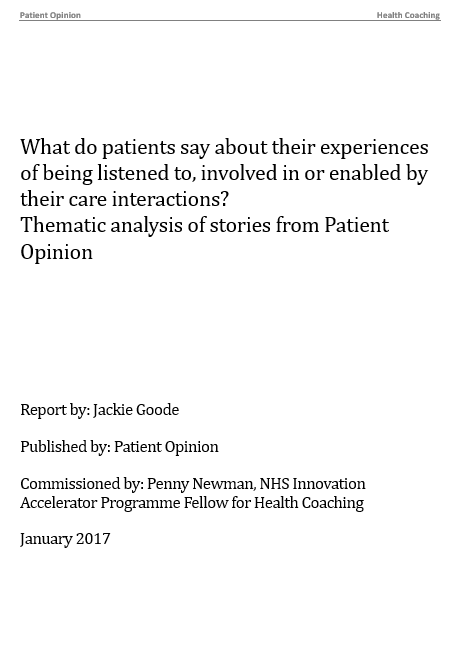 Patient Opinion Health Coaching
What do patients say about their experiences
of being listened to, involved in or enabled by
their care interactions?
Thematic analysis of stories from Patient
Opinion
Report by: Jackie Goode
Published by: Patient Opinion
Commissioned by: Penny Newman, NHS Innovation
Accelerator Programme Fellow for Health Coaching
January 2017